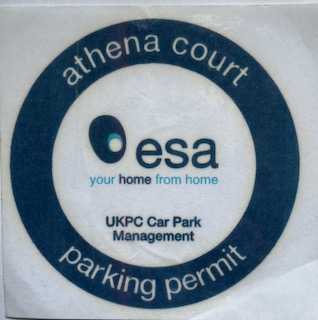 athena court
esa
your home from home
UKPC Car Park
Management
parking permit